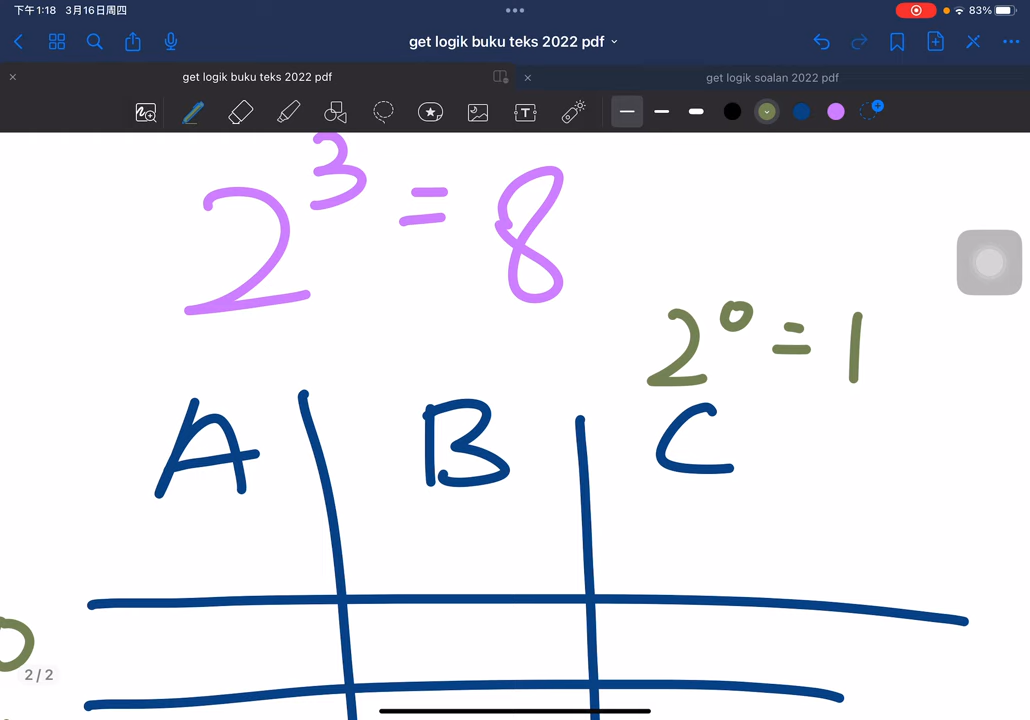 下午1:18 3月16日周四
83%
get logik buku teks 2022 pdf
get logik buku teks 2022 pdf
get logik soalan 2022 pdf
2³ = 8
2⁰ = 1
A B C
0
2 / 2